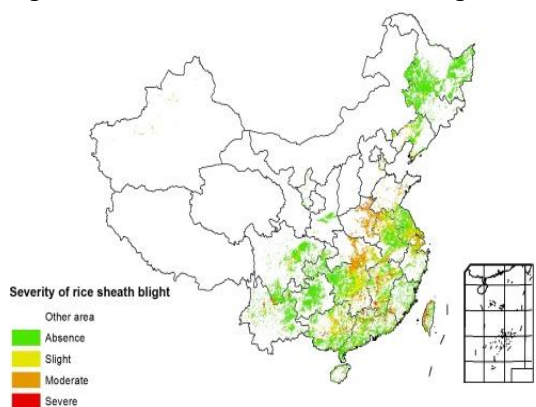 Severity of rice sheath blight
Other area
Absence
Slight
Moderate
Severe